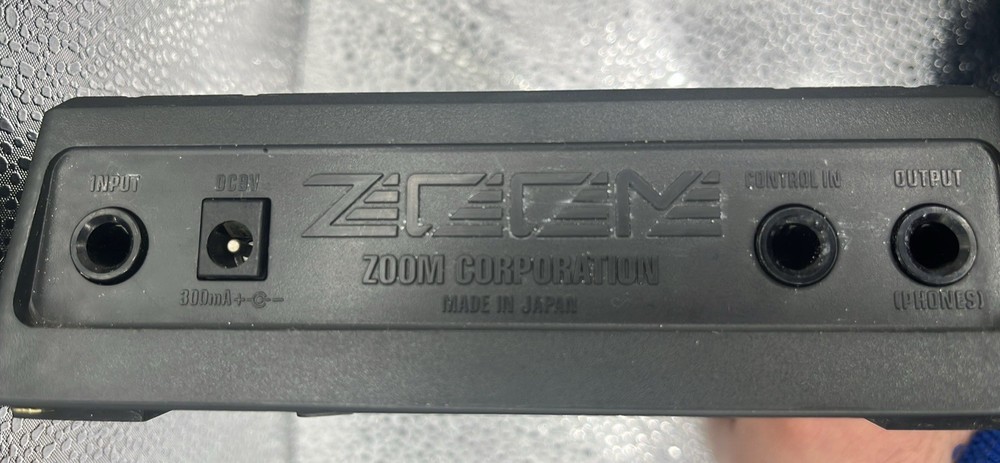 INPUT
DC9V
ZOOM
CONTROL IN
OUTPUT
300mA
ZOOM CORPORATION
(PHONES)
MADE IN JAPAN